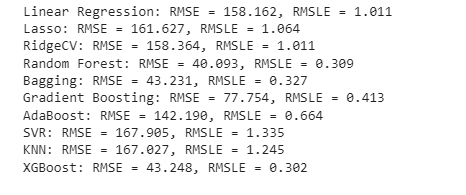 Linear Regression: RMSE = 158.162, RMSLE = 1.011
Lasso: RMSE = 161.627, RMSLE = 1.064
RidgeCV: RMSE = 158.364, RMSLE = 1.011
Random Forest: RMSE = 40.093, RMSLE = 0.309
Bagging: RMSE = 43.231, RMSLE = 0.327
Gradient Boosting: RMSE = 77.754, RMSLE = 0.413
AdaBoost: RMSE = 142.190, RMSLE = 0.664
SVR: RMSE = 167.905, RMSLE = 1.335
KNN: RMSE = 167.027, RMSLE = 1.245
XGBoost: RMSE = 43.248, RMSLE = 0.302